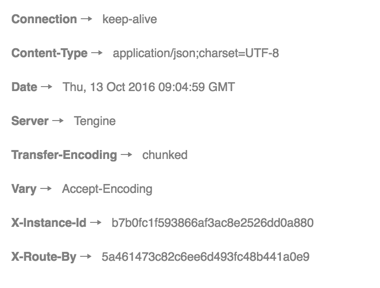 Connection → keep-alive
Content-Type → application/json;charset=UTF-8
Date → Thu, 13 Oct 2016 09:04:59 GMT
Server → Tengine
Transfer-Encoding → chunked
Vary → Accept-Encoding
X-Instance-Id → b7b0fc1f593866af3ac8e2526dd0a880
X-Route-By → 5a461473c82c6ee6d493fc48b441a0e9